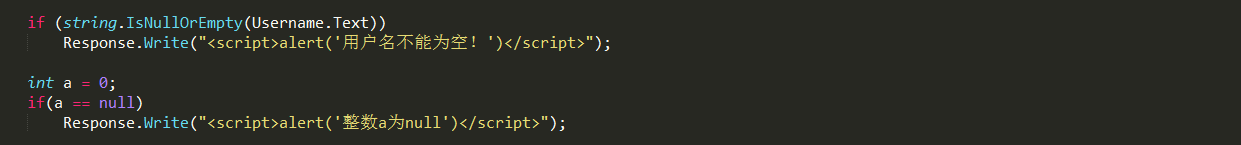 if (string.IsNullOrEmpty(Username.Text))
Response.Write("<script>alert('用户名不能为空！')</script>");
int a = 0;
if(a == null)
Response.Write("<script>alert('整数a为null')</script>");